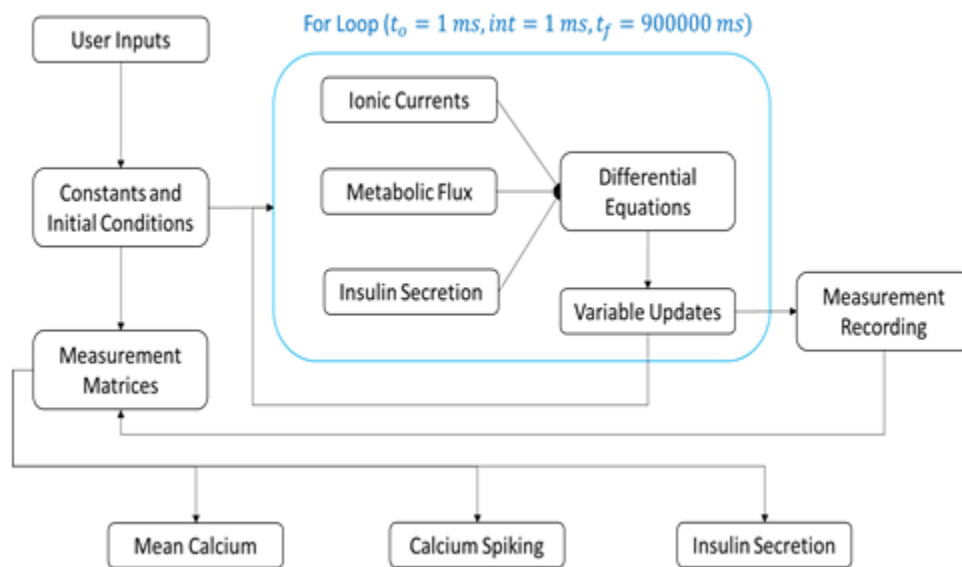 For Loop (t_o = 1 ms, int = 1 ms, t_f = 900000 ms)
User Inputs
Ionic Currents
Constants and
Initial Conditions
Metabolic Flux
Differential
Equations
Insulin Secretion
Variable Updates
Measurement
Recording
Measurement
Matrices
Mean Calcium
Calcium Spiking
Insulin Secretion